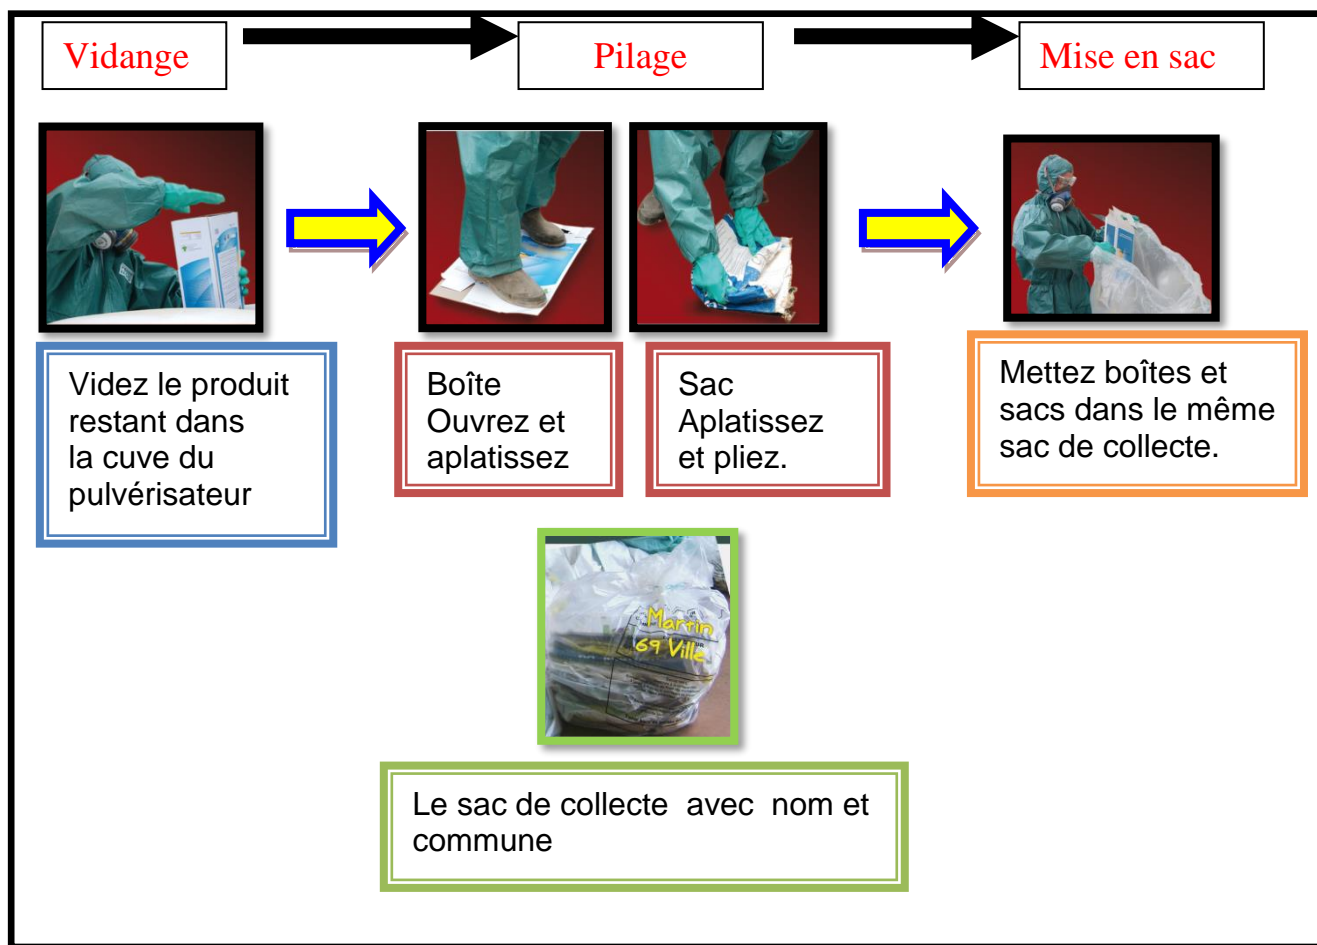 Vidange
Pilage
Mise en sac
Videz le produit
restant dans
la cuve du
pulvérisateur
Boîte
Ouvrez et
aplatissez
Sac
Aplatissez
et pliez.
Mettez boîtes et
sacs dans le même
sac de collecte.
Martin
69 Ville
Le sac de collecte avec nom et
commune